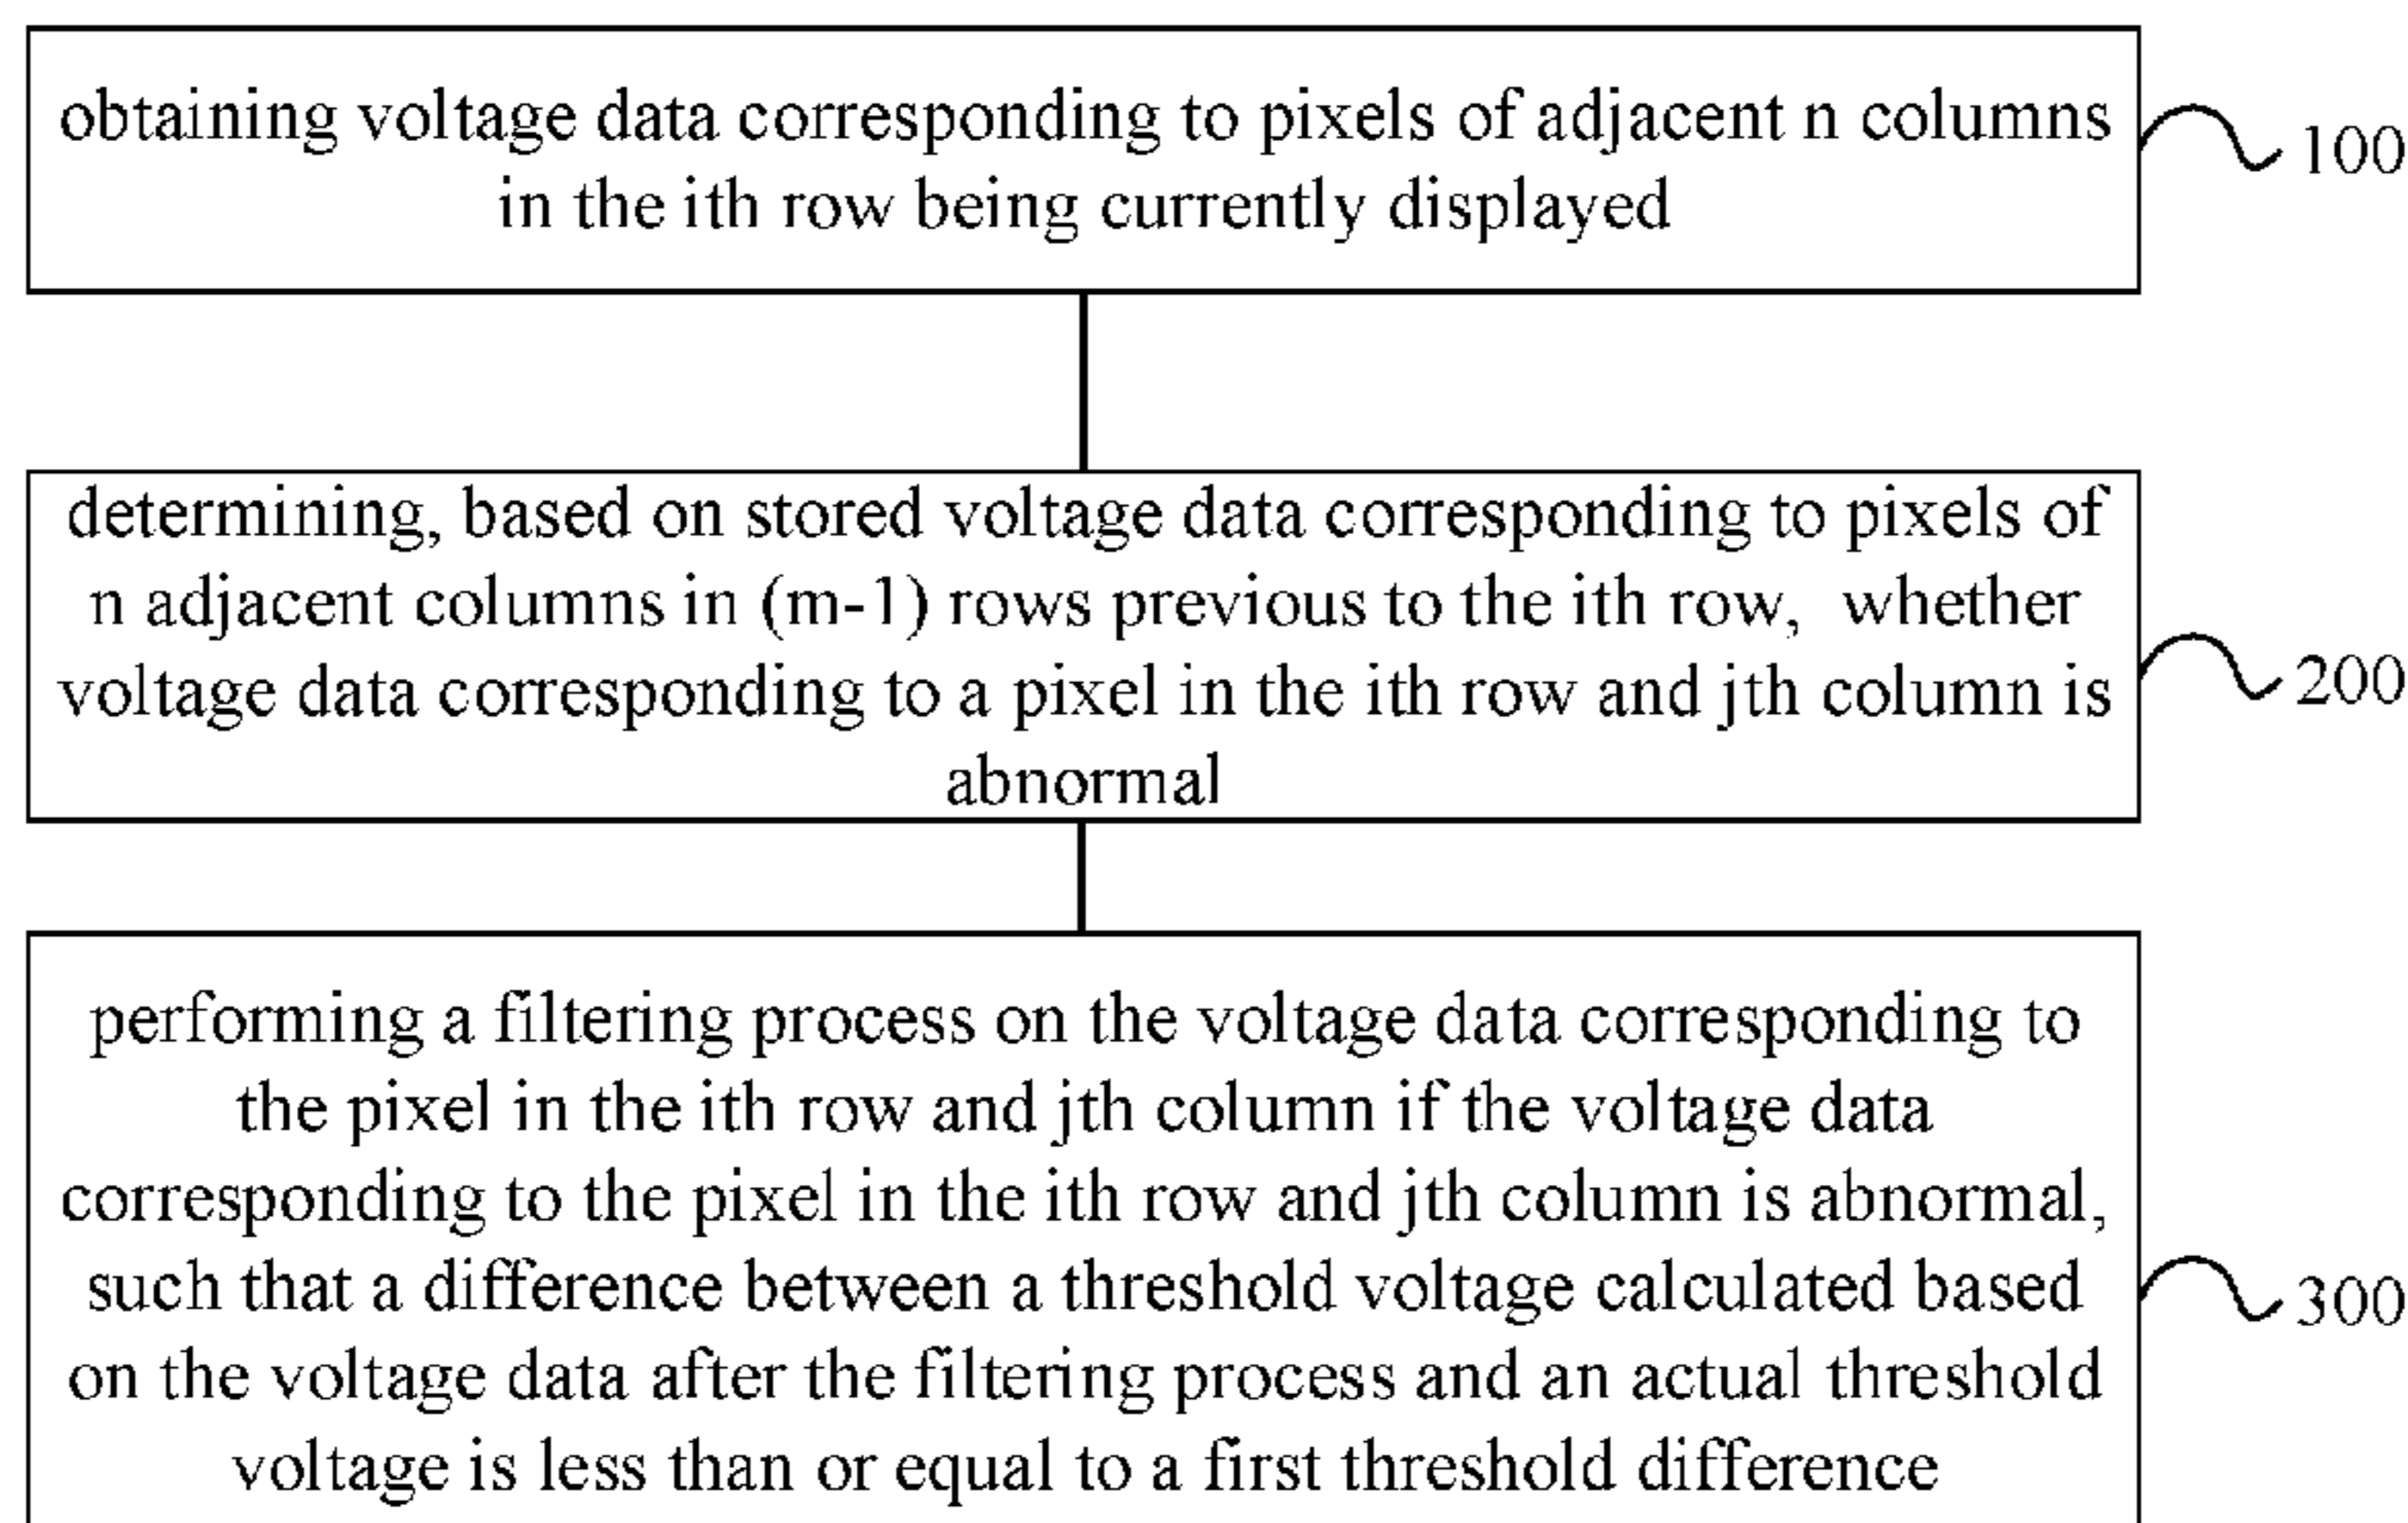 obtaining voltage data corresponding to pixels of adjacent n columns
in the ith row being currently displayed
100
determining, based on stored voltage data corresponding to pixels of
n adjacent columns in (m-1) rows previous to the ith row, whether
voltage data corresponding to a pixel in the ith row and jth column is
abnormal
200
performing a filtering process on the voltage data corresponding to
the pixel in the ith row and jth column if the voltage data
corresponding to the pixel in the ith row and jth column is abnormal,
such that a difference between a threshold voltage calculated based
on the voltage data after the filtering process and an actual threshold
voltage is less than or equal to a first threshold difference
300